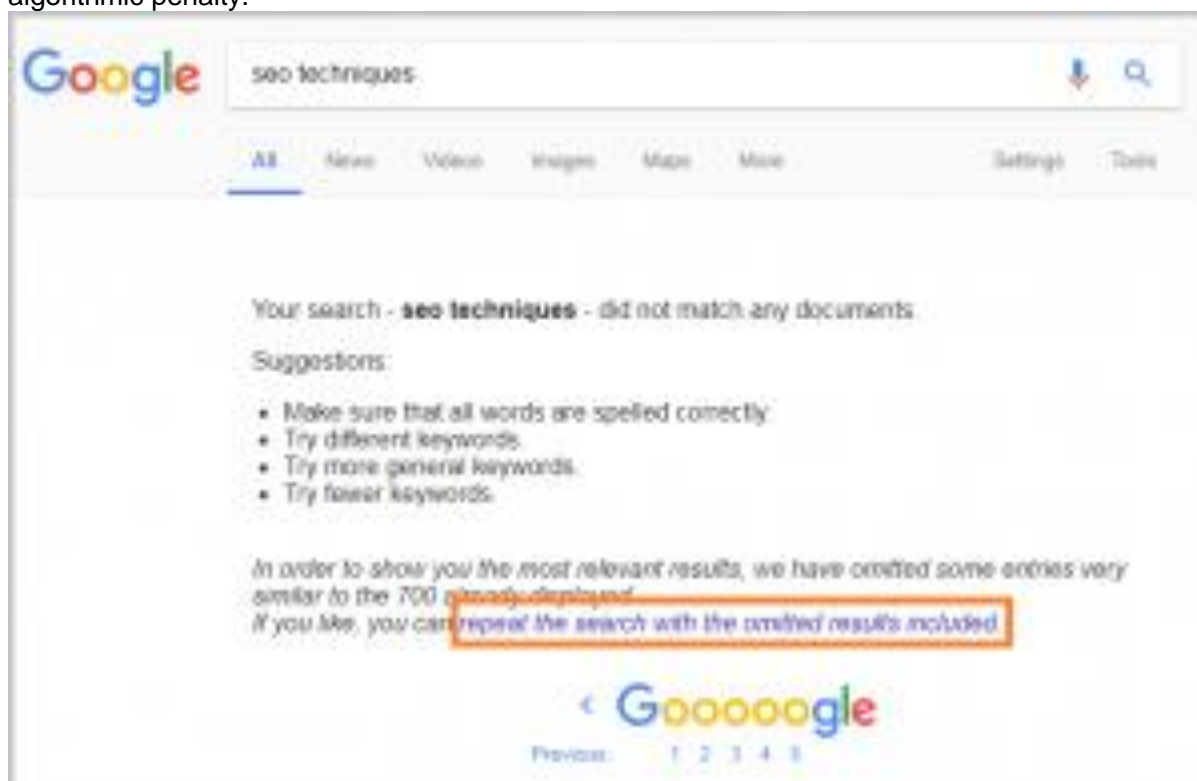 algorithmic penalty.
Google
seo techniques
All News Videos Images Maps More Settings Tools
Your search - seo techniques - did not match any documents.
Suggestions:
• Make sure that all words are spelled correctly.
• Try different keywords.
• Try more general keywords.
• Try fewer keywords.
In order to show you the most relevant results, we have omitted some entries very
similar to the 700 already displayed.
If you like, you can repeat the search with the omitted results included.
< Gooooogle
Previous 1 2 3 4 5